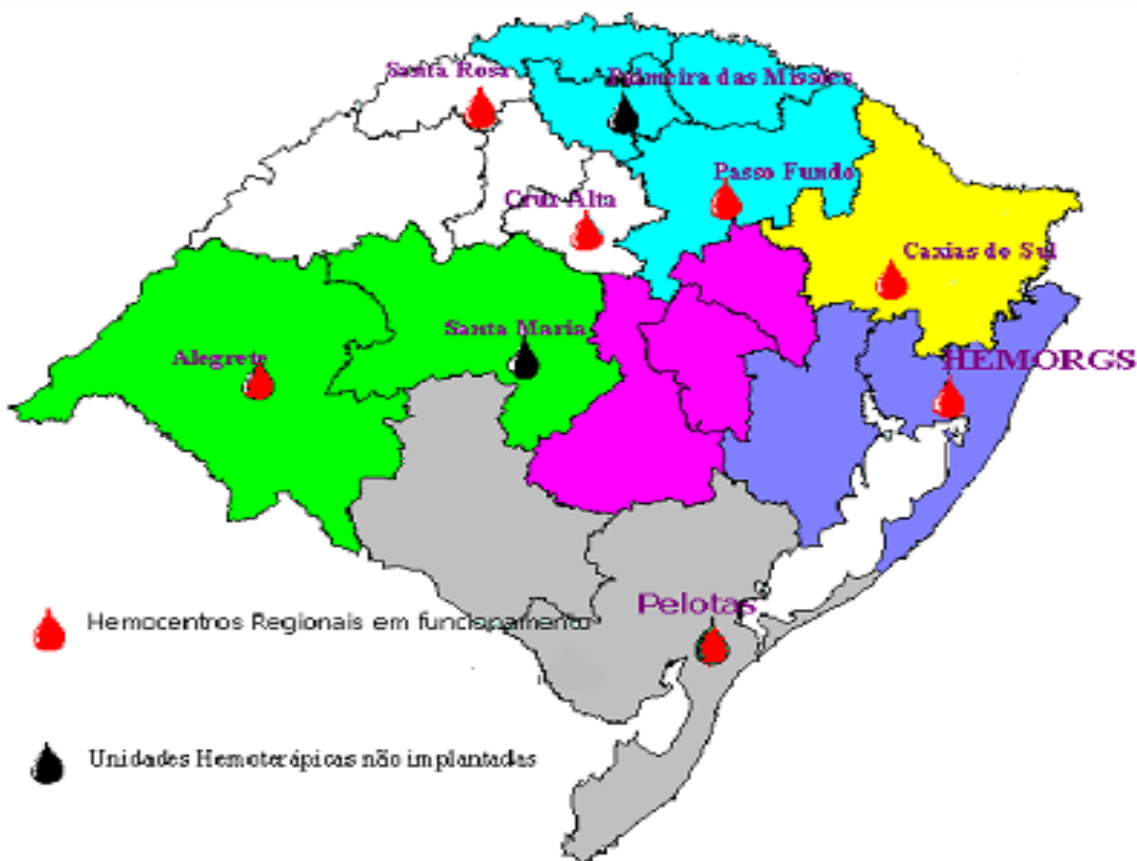 Santa Rosa
Palmeira das Missões
Passo Fundo
Cruz Alta
Caxias do Sul
Santa Maria
Alegrete
HEMORGS
Pelotas
Hemocentros Regionais em funcionamento
Unidades Hemoterápicas não implantadas